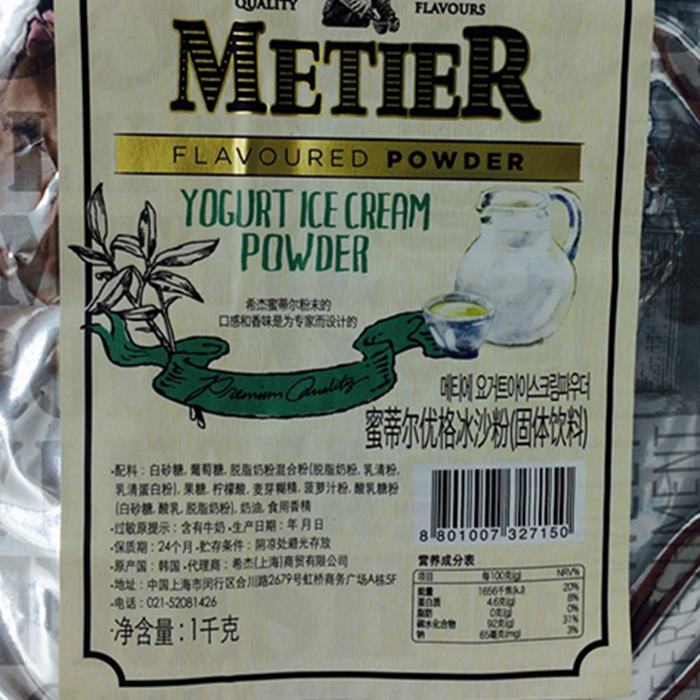 QUALITY FLAVOURS
METIER
FLAVOURED POWDER
YOGURT ICE CREAM
POWDER
希杰蜜蒂尔粉末的
口感和香味是为专家而设计的
Premium Quality
메티에 요거트아이스크림파우더
蜜蒂尔优格冰沙粉(固体饮料)
·配料：白砂糖, 葡萄糖, 脱脂奶粉混合粉(脱脂奶粉, 乳清粉,
乳清蛋白粉), 果糖, 柠檬酸, 麦芽糊精, 菠萝汁粉, 酸乳糖粉
(白砂糖, 酸乳, 脱脂奶粉), 奶油, 食用香精
·过敏原提示：含有牛奶 ·生产日期：年 月 日
·保质期：24个月 ·贮存条件：阴凉处避光存放
·原产国：韩国 ·代理商：希杰(上海)商贸有限公司
·地址：中国上海市闵行区合川路2679号虹桥商务广场A栋5F
·电话：021-52081426
·净含量：1千克
8 801007 327150
营养成分表
项目 每100克(g) NRV%
能量 1656千焦(kJ) 20%
蛋白质 4.6克(g) 8%
脂肪 0克(g) 0%
碳水化合物 92克(g) 31%
钠 65毫克(mg) 3%